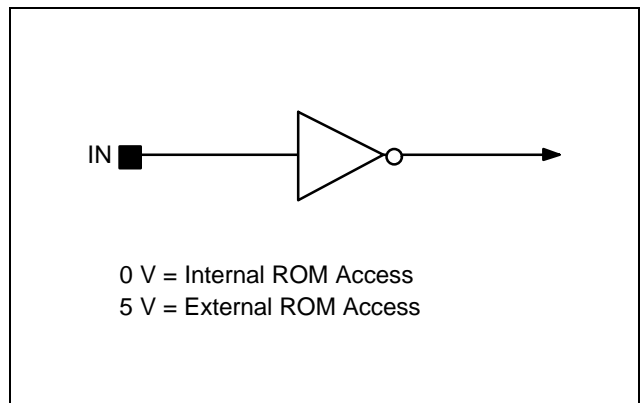 IN
0 V = Internal ROM Access
5 V = External ROM Access